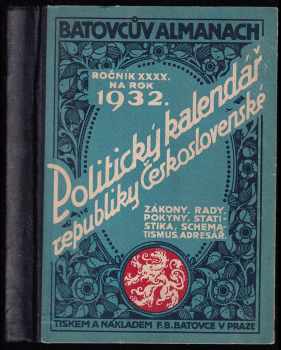 BATOVCŮV ALMANACH
ROČNÍK XXXX.
NA ROK
1932.
Politický kalendář
republiky Československé
ZÁKONY, RADY,
POKYNY, STATI-
STIKA, SCHEMA-
TISMUS, ADRESÁŘ.
TISKEM A NÁKLADEM F. B. BATOVCE V PRAZE